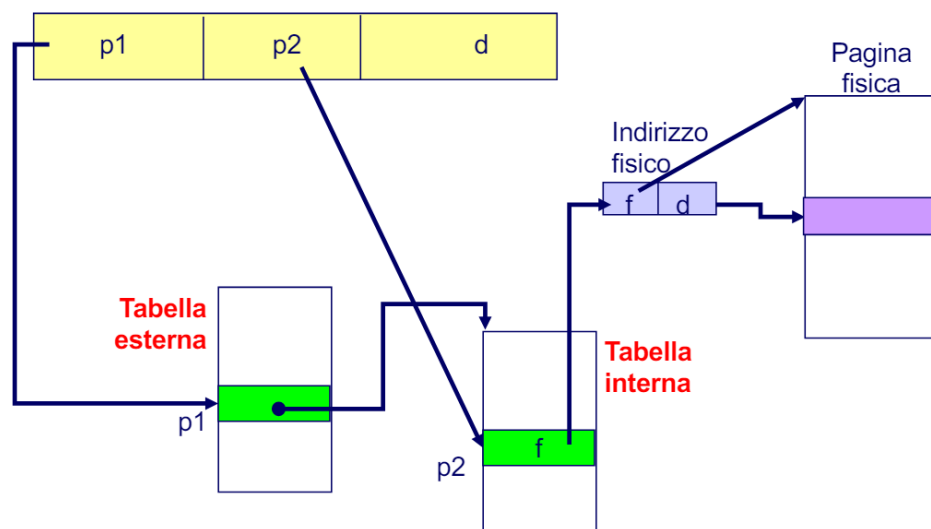 p1 p2 d
Pagina
fisica
Indirizzo
fisico
f d
Tabella
esterna
Tabella
interna
p1
f
p2